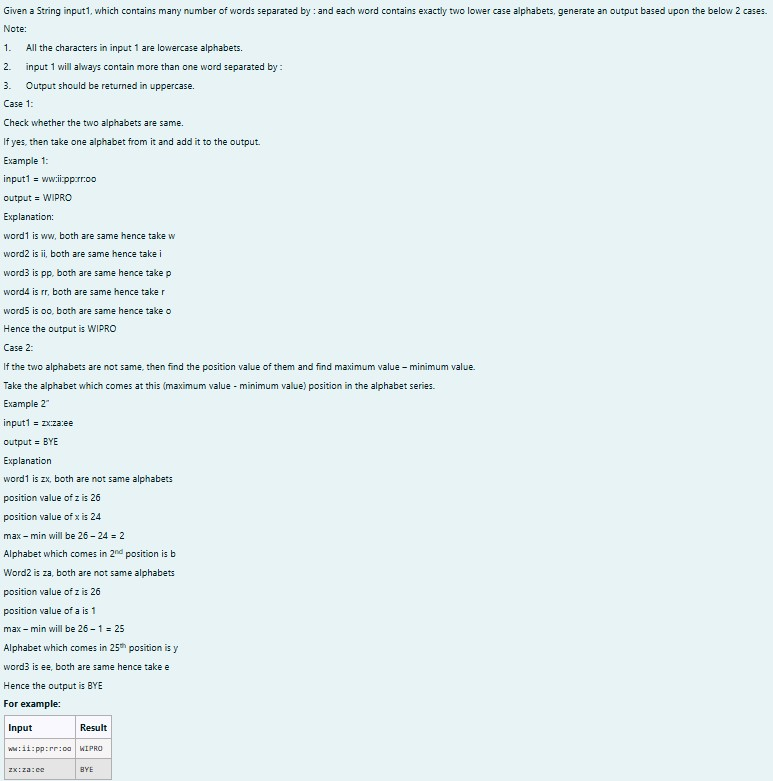 Given a String input1, which contains many number of words separated by : and each word contains exactly two lower case alphabets, generate an output based upon the below 2 cases.
Note:
1. All the characters in input 1 are lowercase alphabets.
2. input 1 will always contain more than one word separated by :
3. Output should be returned in uppercase.
Case 1:
Check whether the two alphabets are same.
If yes, then take one alphabet from it and add it to the output.
Example 1:
input1 = ww:ii:pp:rr:oo
output = WIPRO
Explanation:
word1 is ww, both are same hence take w
word2 is ii, both are same hence take i
word3 is pp, both are same hence take p
word4 is rr, both are same hence take r
word5 is oo, both are same hence take o
Hence the output is WIPRO
Case 2:
If the two alphabets are not same, then find the position value of them and find maximum value – minimum value.
Take the alphabet which comes at this (maximum value - minimum value) position in the alphabet series.
Example 2"
input1 = zx:za:ee
output = BYE
Explanation
word1 is zx, both are not same alphabets
position value of z is 26
position value of x is 24
max – min will be 26 – 24 = 2
Alphabet which comes in 2nd position is b
Word2 is za, both are not same alphabets
position value of z is 26
position value of a is 1
max – min will be 26 – 1 = 25
Alphabet which comes in 25th position is y
word3 is ee, both are same hence take e
Hence the output is BYE
For example:
Input Result
ww:ii:pp:rr:oo WIPRO
zx:za:ee BYE